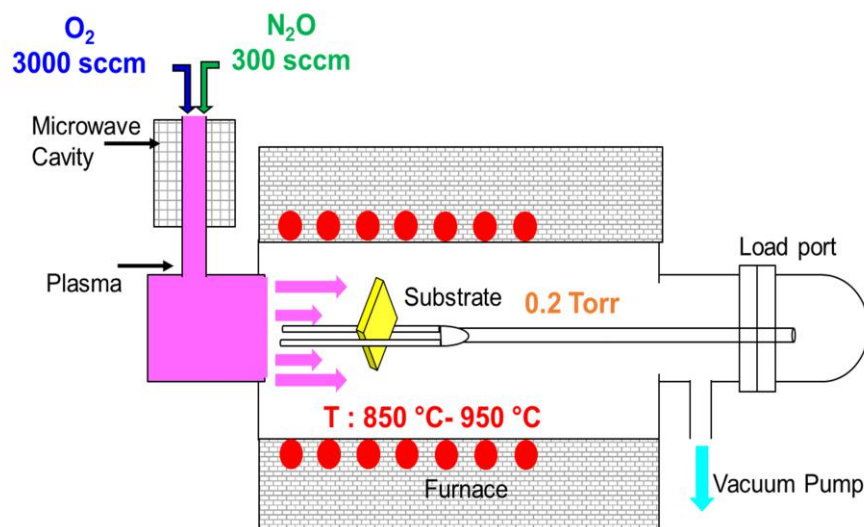 O₂
3000 sccm
N₂O
300 sccm
Microwave
Cavity
Plasma
Load port
Substrate
0.2 Torr
T : 850 °C- 950 °C
Furnace
Vacuum Pump